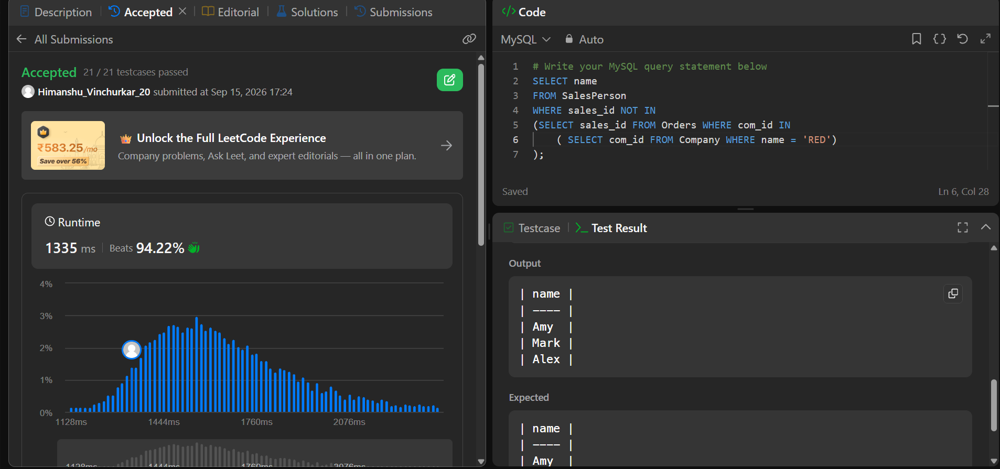 Description
Accepted
Editorial
Solutions
Submissions
All Submissions
Accepted 21 / 21 testcases passed
Himanshu_Vinchurkar_20 submitted at Sep 15, 2026 17:24
₹583.25/mo
Save over 56%
Unlock the Full LeetCode Experience
Company problems, Ask Leet, and expert editorials — all in one plan.
Runtime
1335 ms Beats 94.22%
4%
3%
2%
1%
0%
1128ms 1444ms 1760ms 2076ms
1128ms 1444ms 1760ms 2076ms
</> Code
MySQL Auto
1 # Write your MySQL query statement below
2 SELECT name
3 FROM SalesPerson
4 WHERE sales_id NOT IN
5 (SELECT sales_id FROM Orders WHERE com_id IN
6 ( SELECT com_id FROM Company WHERE name = 'RED')
7 );
Saved Ln 6, Col 28
Testcase >_ Test Result
Output
| name |
| ---- |
| Amy |
| Mark |
| Alex |
Expected
| name |
| ---- |
| Amy |